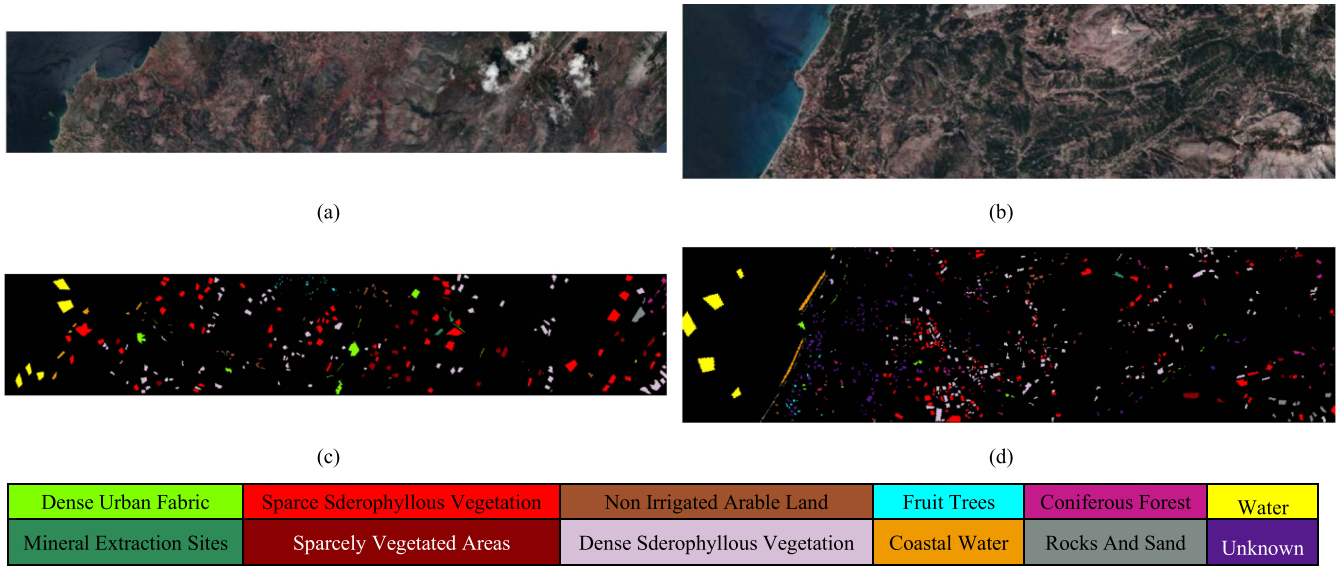 (a)
(b)
(c)
(d)
Dense Urban Fabric Sparce Sderophyllous Vegetation Non Irrigated Arable Land Fruit Trees Coniferous Forest Water
Mineral Extraction Sites Sparcely Vegetated Areas Dense Sderophyllous Vegetation Coastal Water Rocks And Sand Unknown